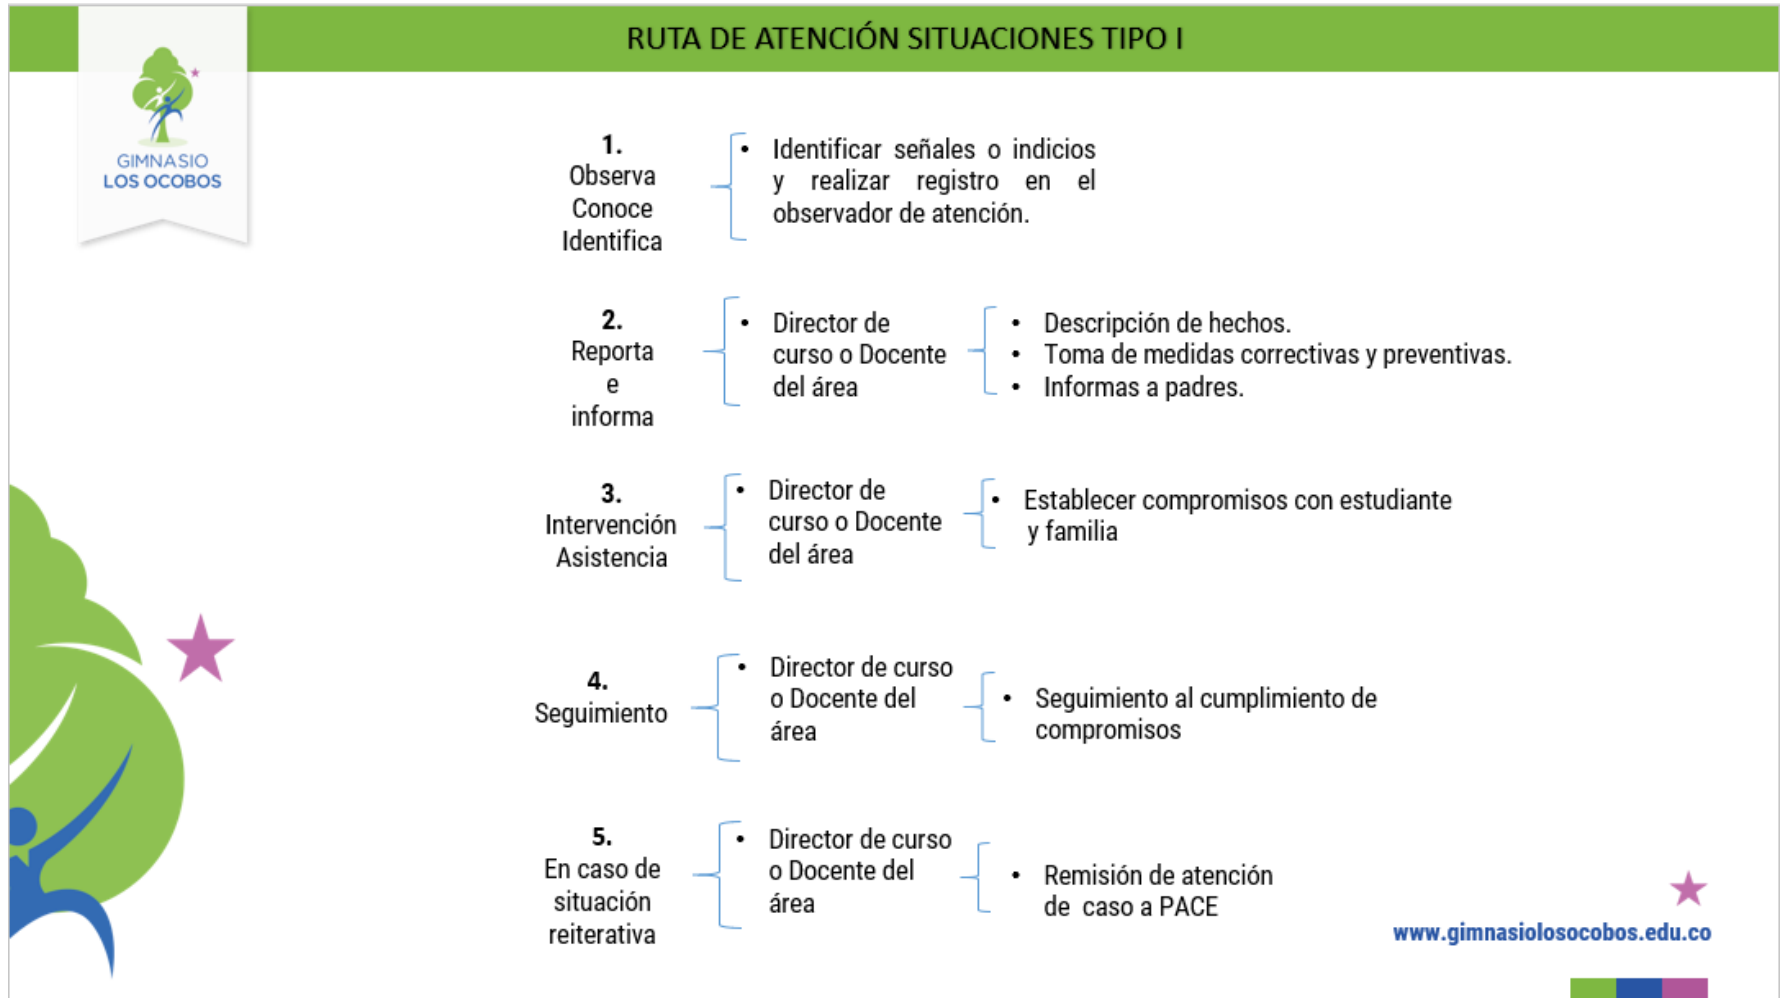 RUTA DE ATENCIÓN SITUACIONES TIPO I
GIMNASIO
LOS OCOBOS
1.
Observa
Conoce
Identifica
• Identificar señales o indicios
y realizar registro en el
observador de atención.
2.
Reporta
e
informa
• Director de
curso o Docente
del área
• Descripción de hechos.
• Toma de medidas correctivas y preventivas.
• Informas a padres.
3.
Intervención
Asistencia
• Director de
curso o Docente
del área
• Establecer compromisos con estudiante
y familia
4.
Seguimiento
• Director de curso
o Docente del
área
• Seguimiento al cumplimiento de
compromisos
5.
En caso de
situación
reiterativa
• Director de curso
o Docente del
área
• Remisión de atención
de caso a PACE
www.gimnasiolosocobos.edu.co